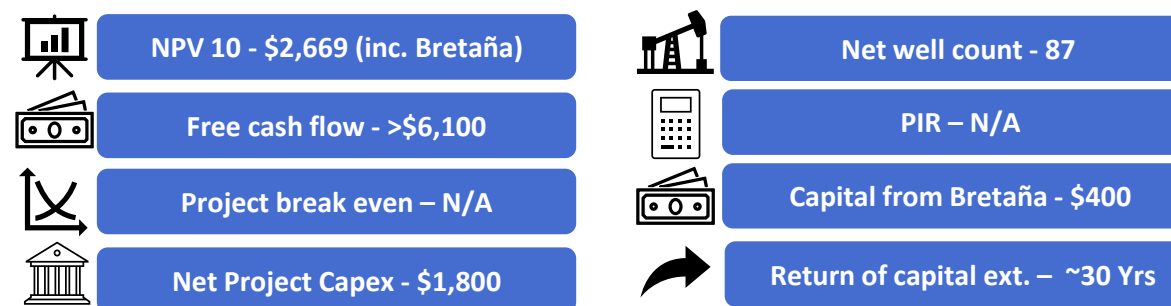 NPV 10 - $2,669 (inc. Bretaña)
Free cash flow - >$6,100
Project break even – N/A
Net Project Capex - $1,800
Net well count - 87
PIR – N/A
Capital from Bretaña - $400
Return of capital ext. – ~30 Yrs